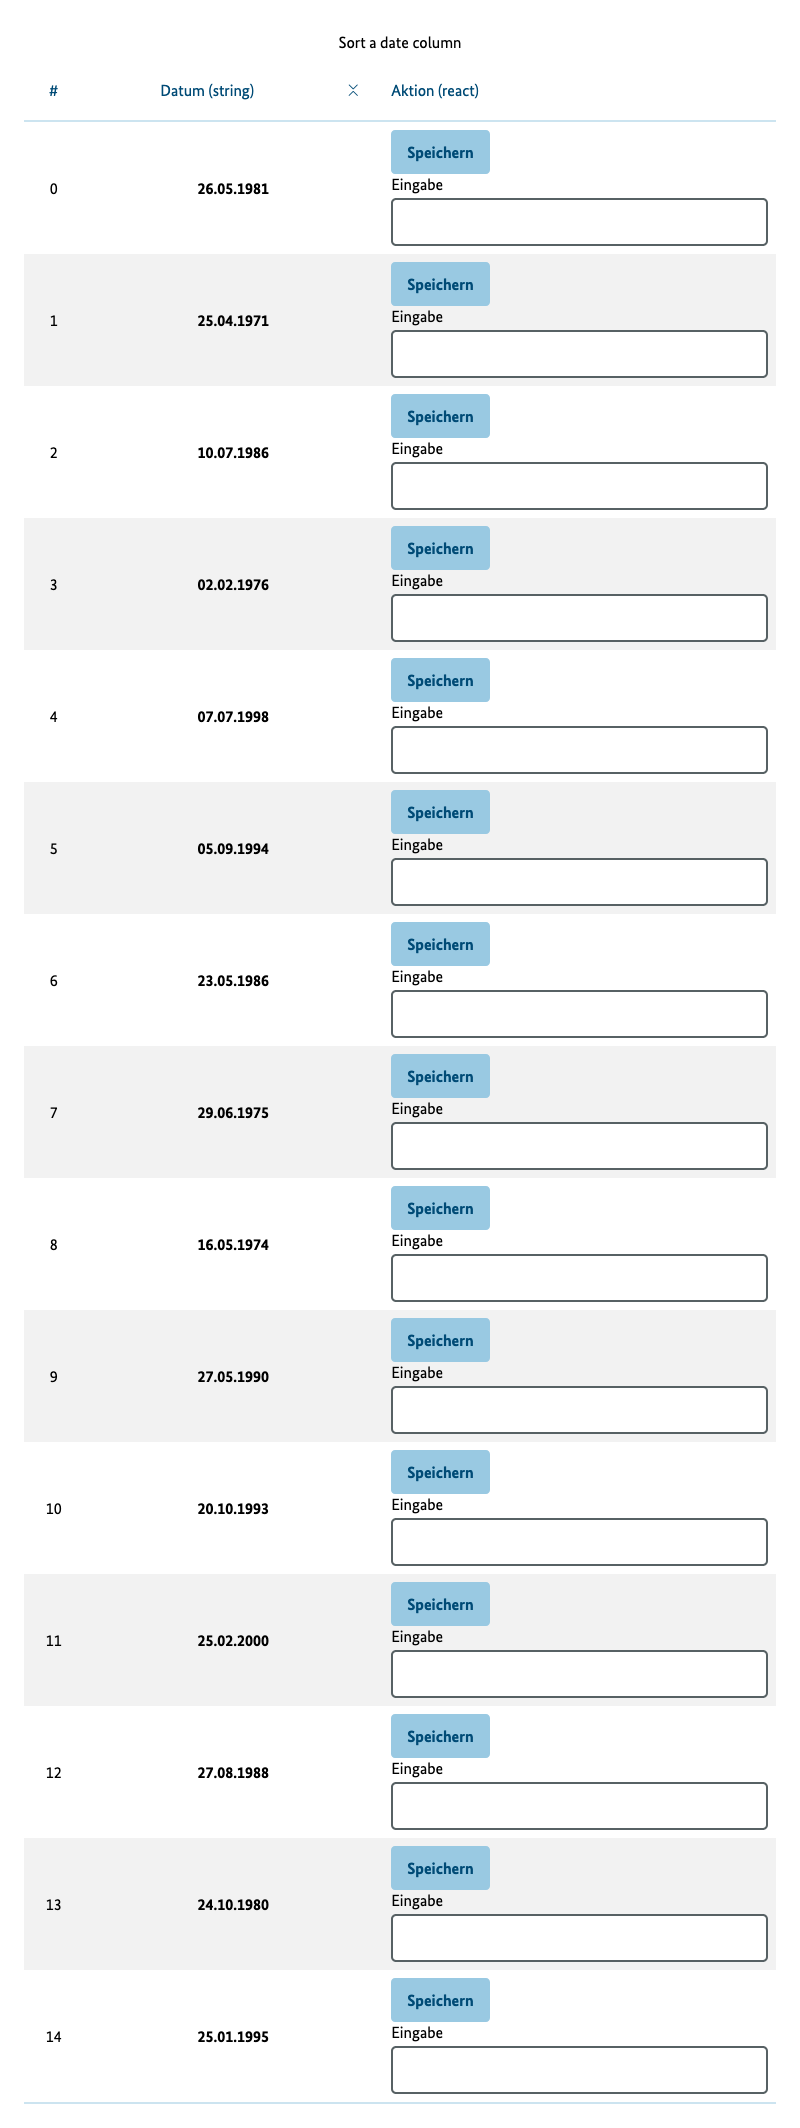 Sort a date column
# Datum (string) Aktion (react)
Speichern
Eingabe
0 26.05.1981
Speichern
Eingabe
1 25.04.1971
Speichern
Eingabe
2 10.07.1986
Speichern
Eingabe
3 02.02.1976
Speichern
Eingabe
4 07.07.1998
Speichern
Eingabe
5 05.09.1994
Speichern
Eingabe
6 23.05.1986
Speichern
Eingabe
7 29.06.1975
Speichern
Eingabe
8 16.05.1974
Speichern
Eingabe
9 27.05.1990
Speichern
Eingabe
10 20.10.1993
Speichern
Eingabe
11 25.02.2000
Speichern
Eingabe
12 27.08.1988
Speichern
Eingabe
13 24.10.1980
Speichern
Eingabe
14 25.01.1995